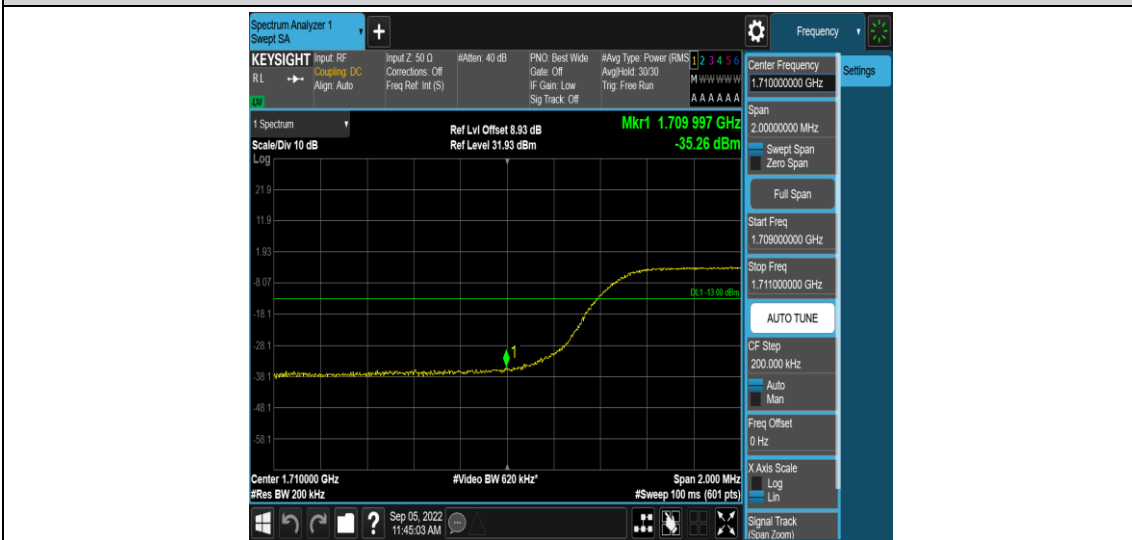 Spectrum Analyzer 1
Swept SA
+
Frequency
KEYSIGHT
RL
LXI
Input: RF
Coupling: DC
Align: Auto
Input Z: 50 Ω
Corrections: Off
Freq Ref: Int (S)
#Atten: 40 dB
PNO: Best Wide
Gate: Off
IF Gain: Low
Sig Track: Off
#Avg Type: Power (RMS
Avg|Hold: 30/30
Trig: Free Run
1 2 3 4 5 6
M W W W W W
A A A A A A
1 Spectrum
Scale/Div 10 dB
Log
Ref Lvl Offset 8.93 dB
Ref Level 31.93 dBm
Mkr1 1.709 997 GHz
-35.26 dBm
21.9
11.9
1.93
-8.07
-18.1
-28.1
-38.1
-48.1
-58.1
DL1 -13.00 dBm
1
Center 1.710000 GHz
#Res BW 200 kHz
#Video BW 620 kHz*
Span 2.000 MHz
#Sweep 100 ms (601 pts)
Sep 05, 2022
11:45:03 AM
?
Center Frequency
1.710000000 GHz
Settings
Span
2.00000000 MHz
Swept Span
Zero Span
Full Span
Start Freq
1.709000000 GHz
Stop Freq
1.711000000 GHz
AUTO TUNE
CF Step
200.000 kHz
Auto
Man
Freq Offset
0 Hz
X Axis Scale
Log
Lin
Signal Track
(Span Zoom)